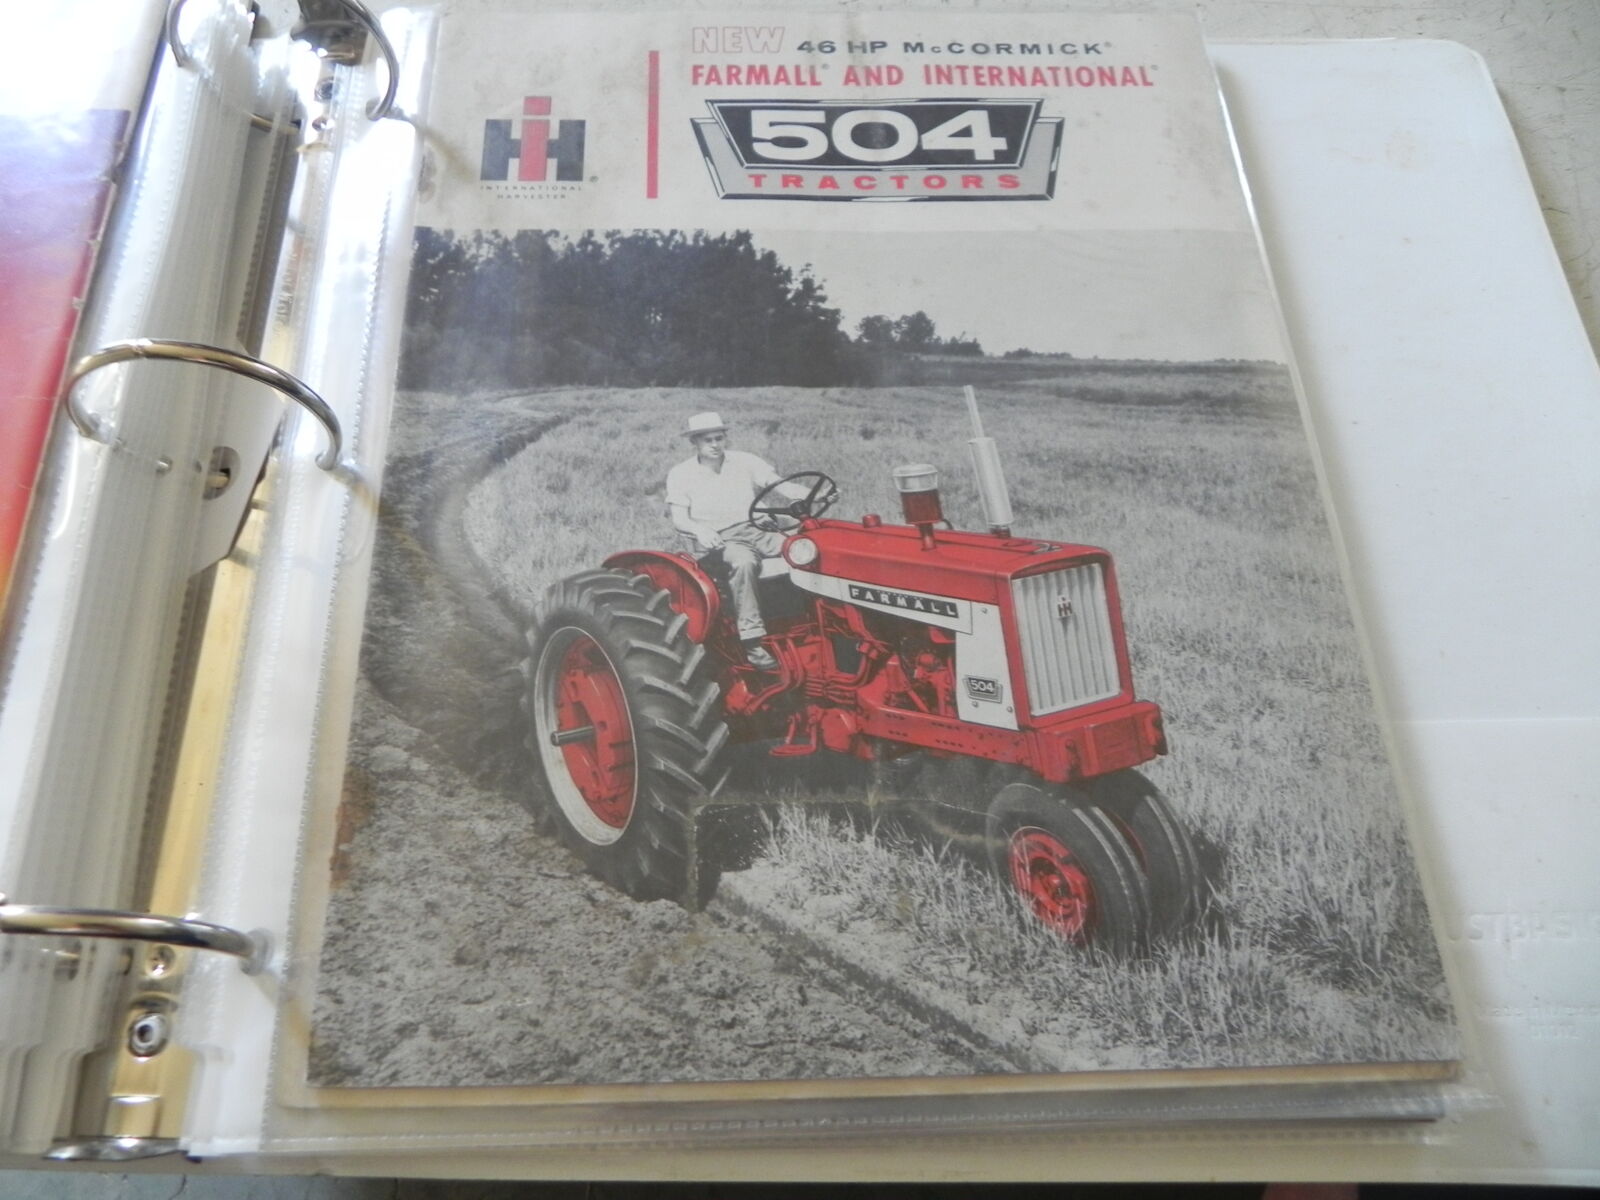 NEW 46 HP McCORMICK®
FARMALL® AND INTERNATIONAL®
504
TRACTORS
IH
INTERNATIONAL
HARVESTER
®
FARMALL
IH
504